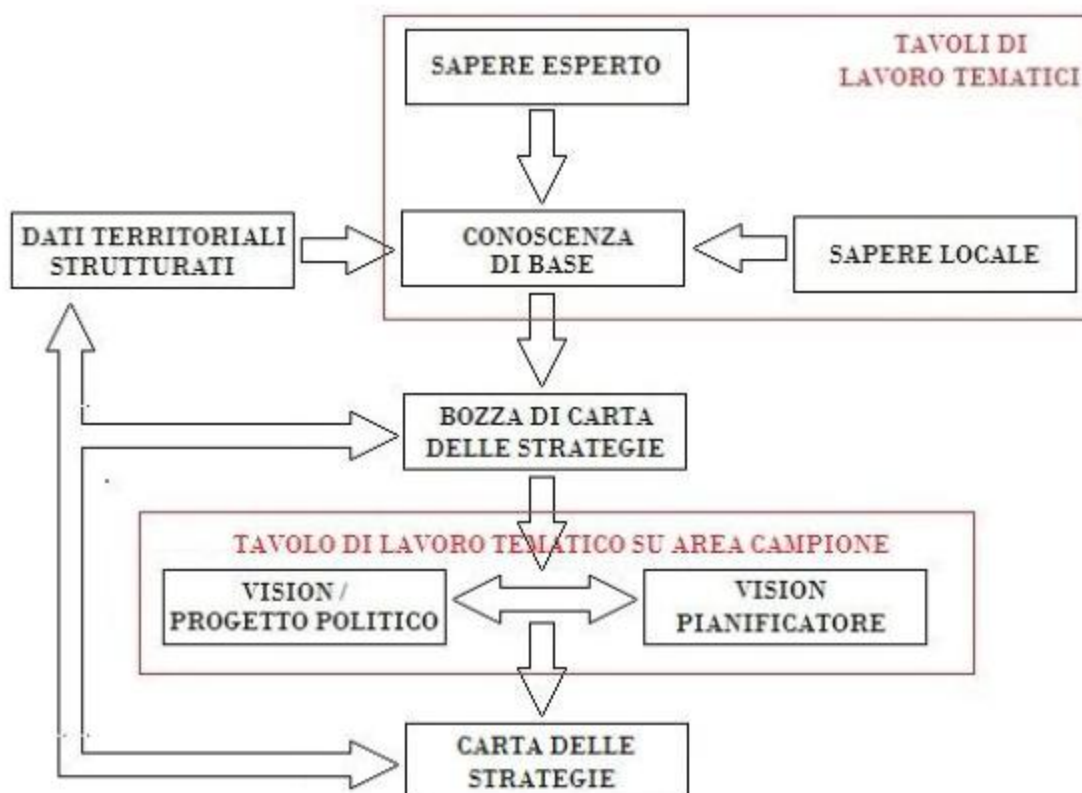 SAPERE ESPERTO
TAVOLI DI
LAVORO TEMATICI
DATI TERRITORIALI
STRUTTURATI
CONOSCENZA
DI BASE
SAPERE LOCALE
BOZZA DI CARTA
DELLE STRATEGIE
TAVOLO DI LAVORO TEMATICO SU AREA CAMPIONE
VISION /
PROGETTO POLITICO
VISION
PIANIFICATORE
CARTA DELLE
STRATEGIE